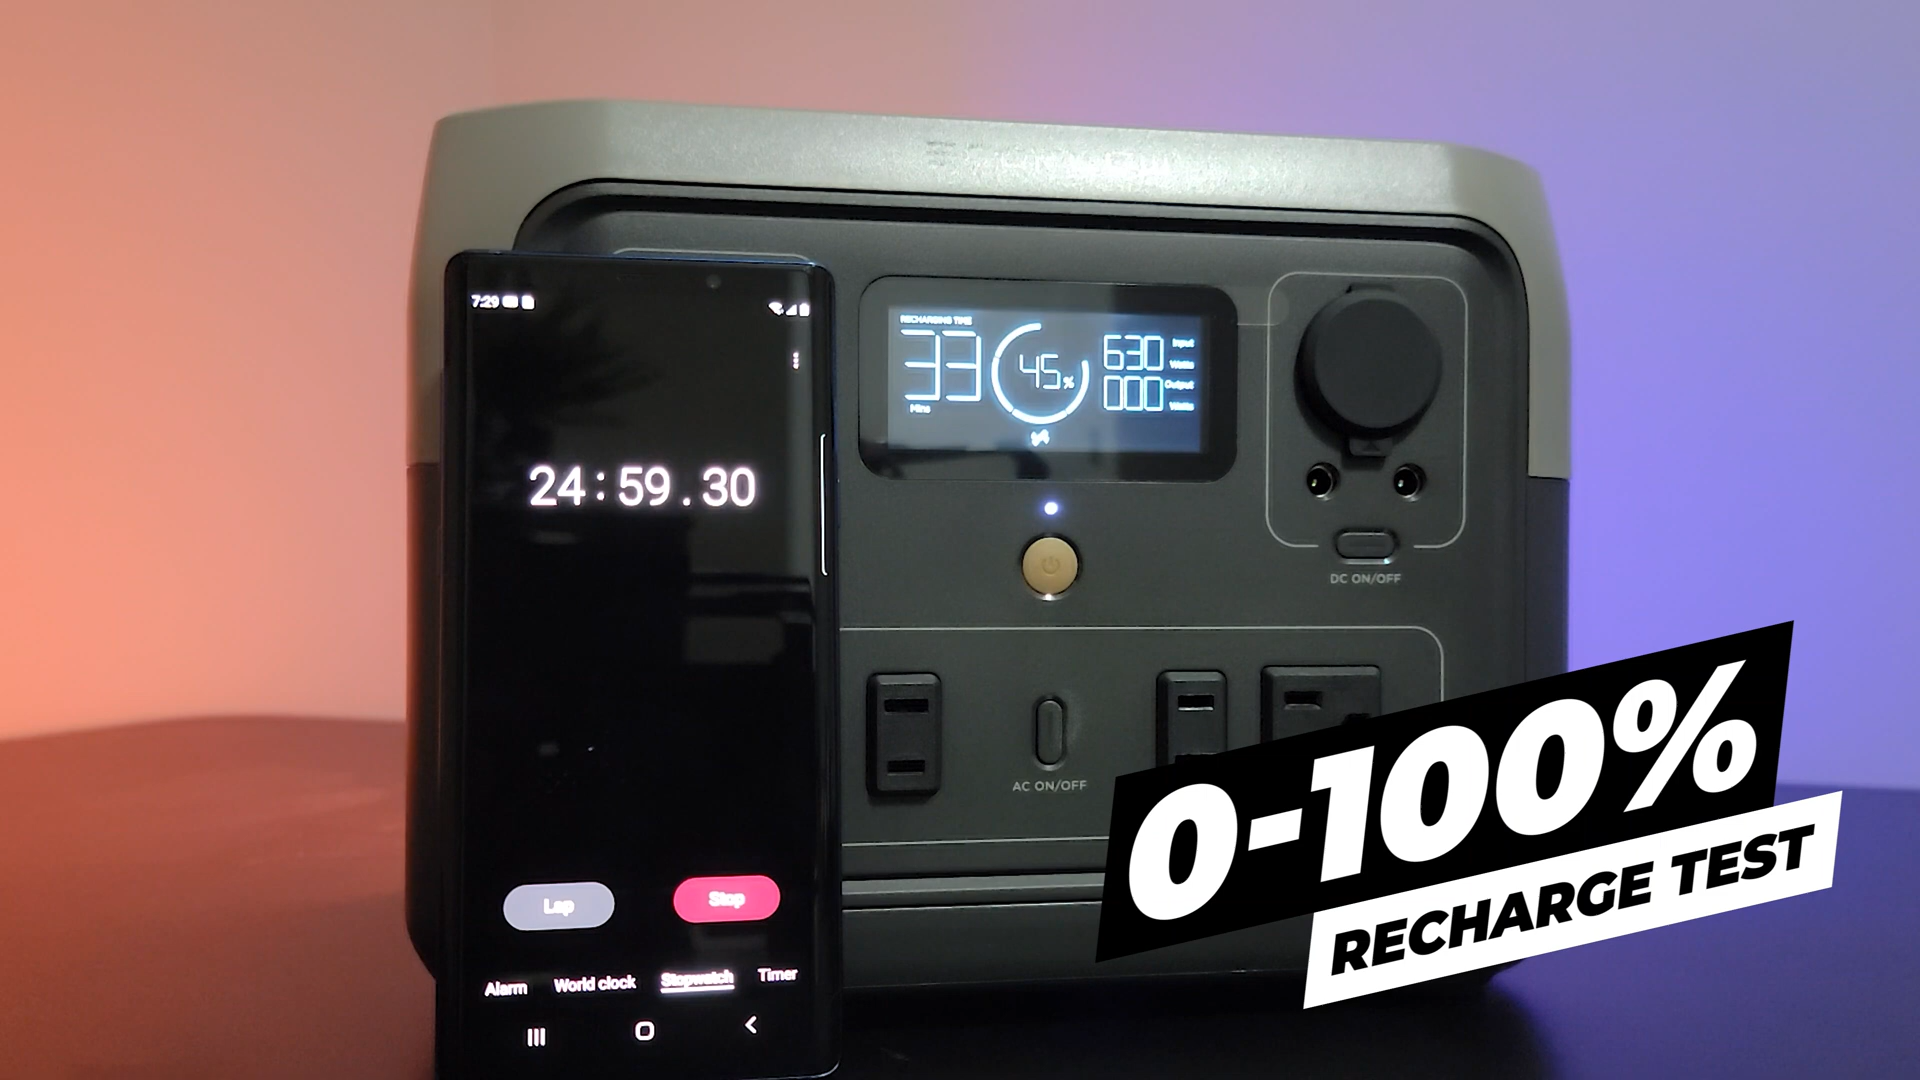 7:29
24:59.30
Lap
Stop
Alarm
World clock
Stopwatch
Timer
RECHARGING TIME
33
Mins
45%
630
Input
Watts
000
Output
Watts
DC ON/OFF
AC ON/OFF
0-100%
RECHARGE TEST